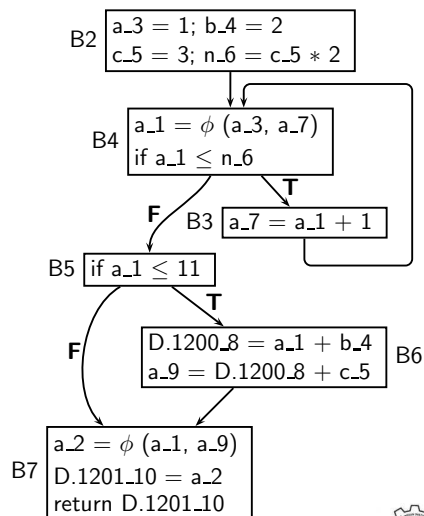 B2
a_3 = 1; b_4 = 2
c_5 = 3; n_6 = c_5 * 2
B4
a_1 = ϕ (a_3, a_7)
if a_1 ≤ n_6
F
T
B3
a_7 = a_1 + 1
B5
if a_1 ≤ 11
F
T
D.1200_8 = a_1 + b_4
a_9 = D.1200_8 + c_5
B6
B7
a_2 = ϕ (a_1, a_9)
D.1201_10 = a_2
return D.1201_10